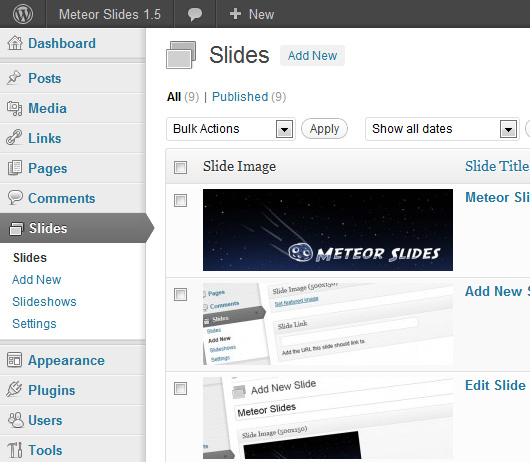 Meteor Slides 1.5
+ New
Dashboard
Posts
Media
Links
Pages
Comments
Slides
Slides
Add New
Slideshows
Settings
Appearance
Plugins
Users
Tools
Slides Add New
All (9) | Published (9)
Bulk Actions Apply Show all dates
Slide Image Slide Title
METEOR SLIDES
Meteor Sli
Pages
Comments
Slides
Slides
Add New
Slideshows
Settings
Slide Image (500x150)
Set featured image
Slide Link
Add the URL this slide should link to.
Add New S
Add New Slide
Meteor Slides
Slide Image (500x150)
Edit Slide